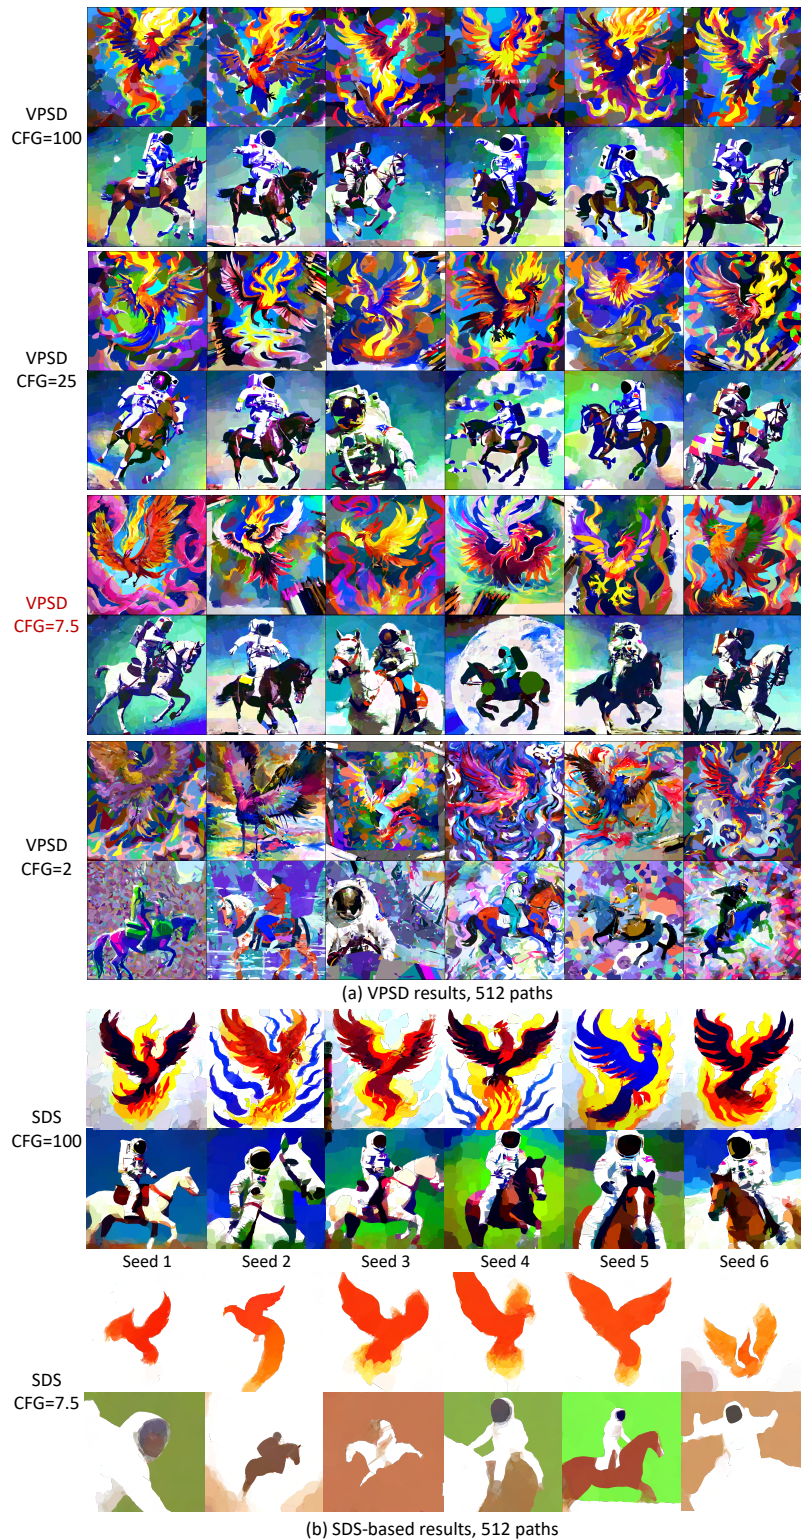 VPSD
CFG=100
VPSD
CFG=25
VPSD
CFG=7.5
VPSD
CFG=2
(a) VPSD results, 512 paths
SDS
CFG=100
Seed 1 Seed 2 Seed 3 Seed 4 Seed 5 Seed 6
SDS
CFG=7.5
(b) SDS-based results, 512 paths